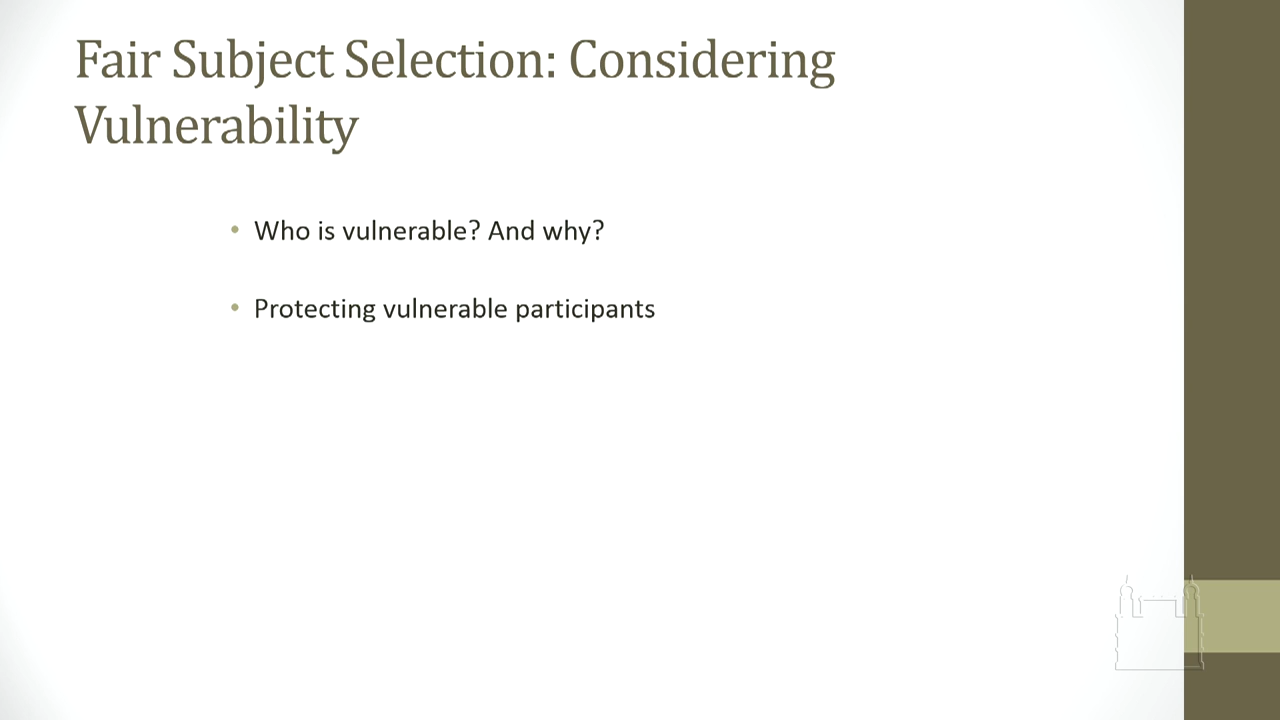 Fair Subject Selection: Considering
Vulnerability
• Who is vulnerable? And why?
• Protecting vulnerable participants